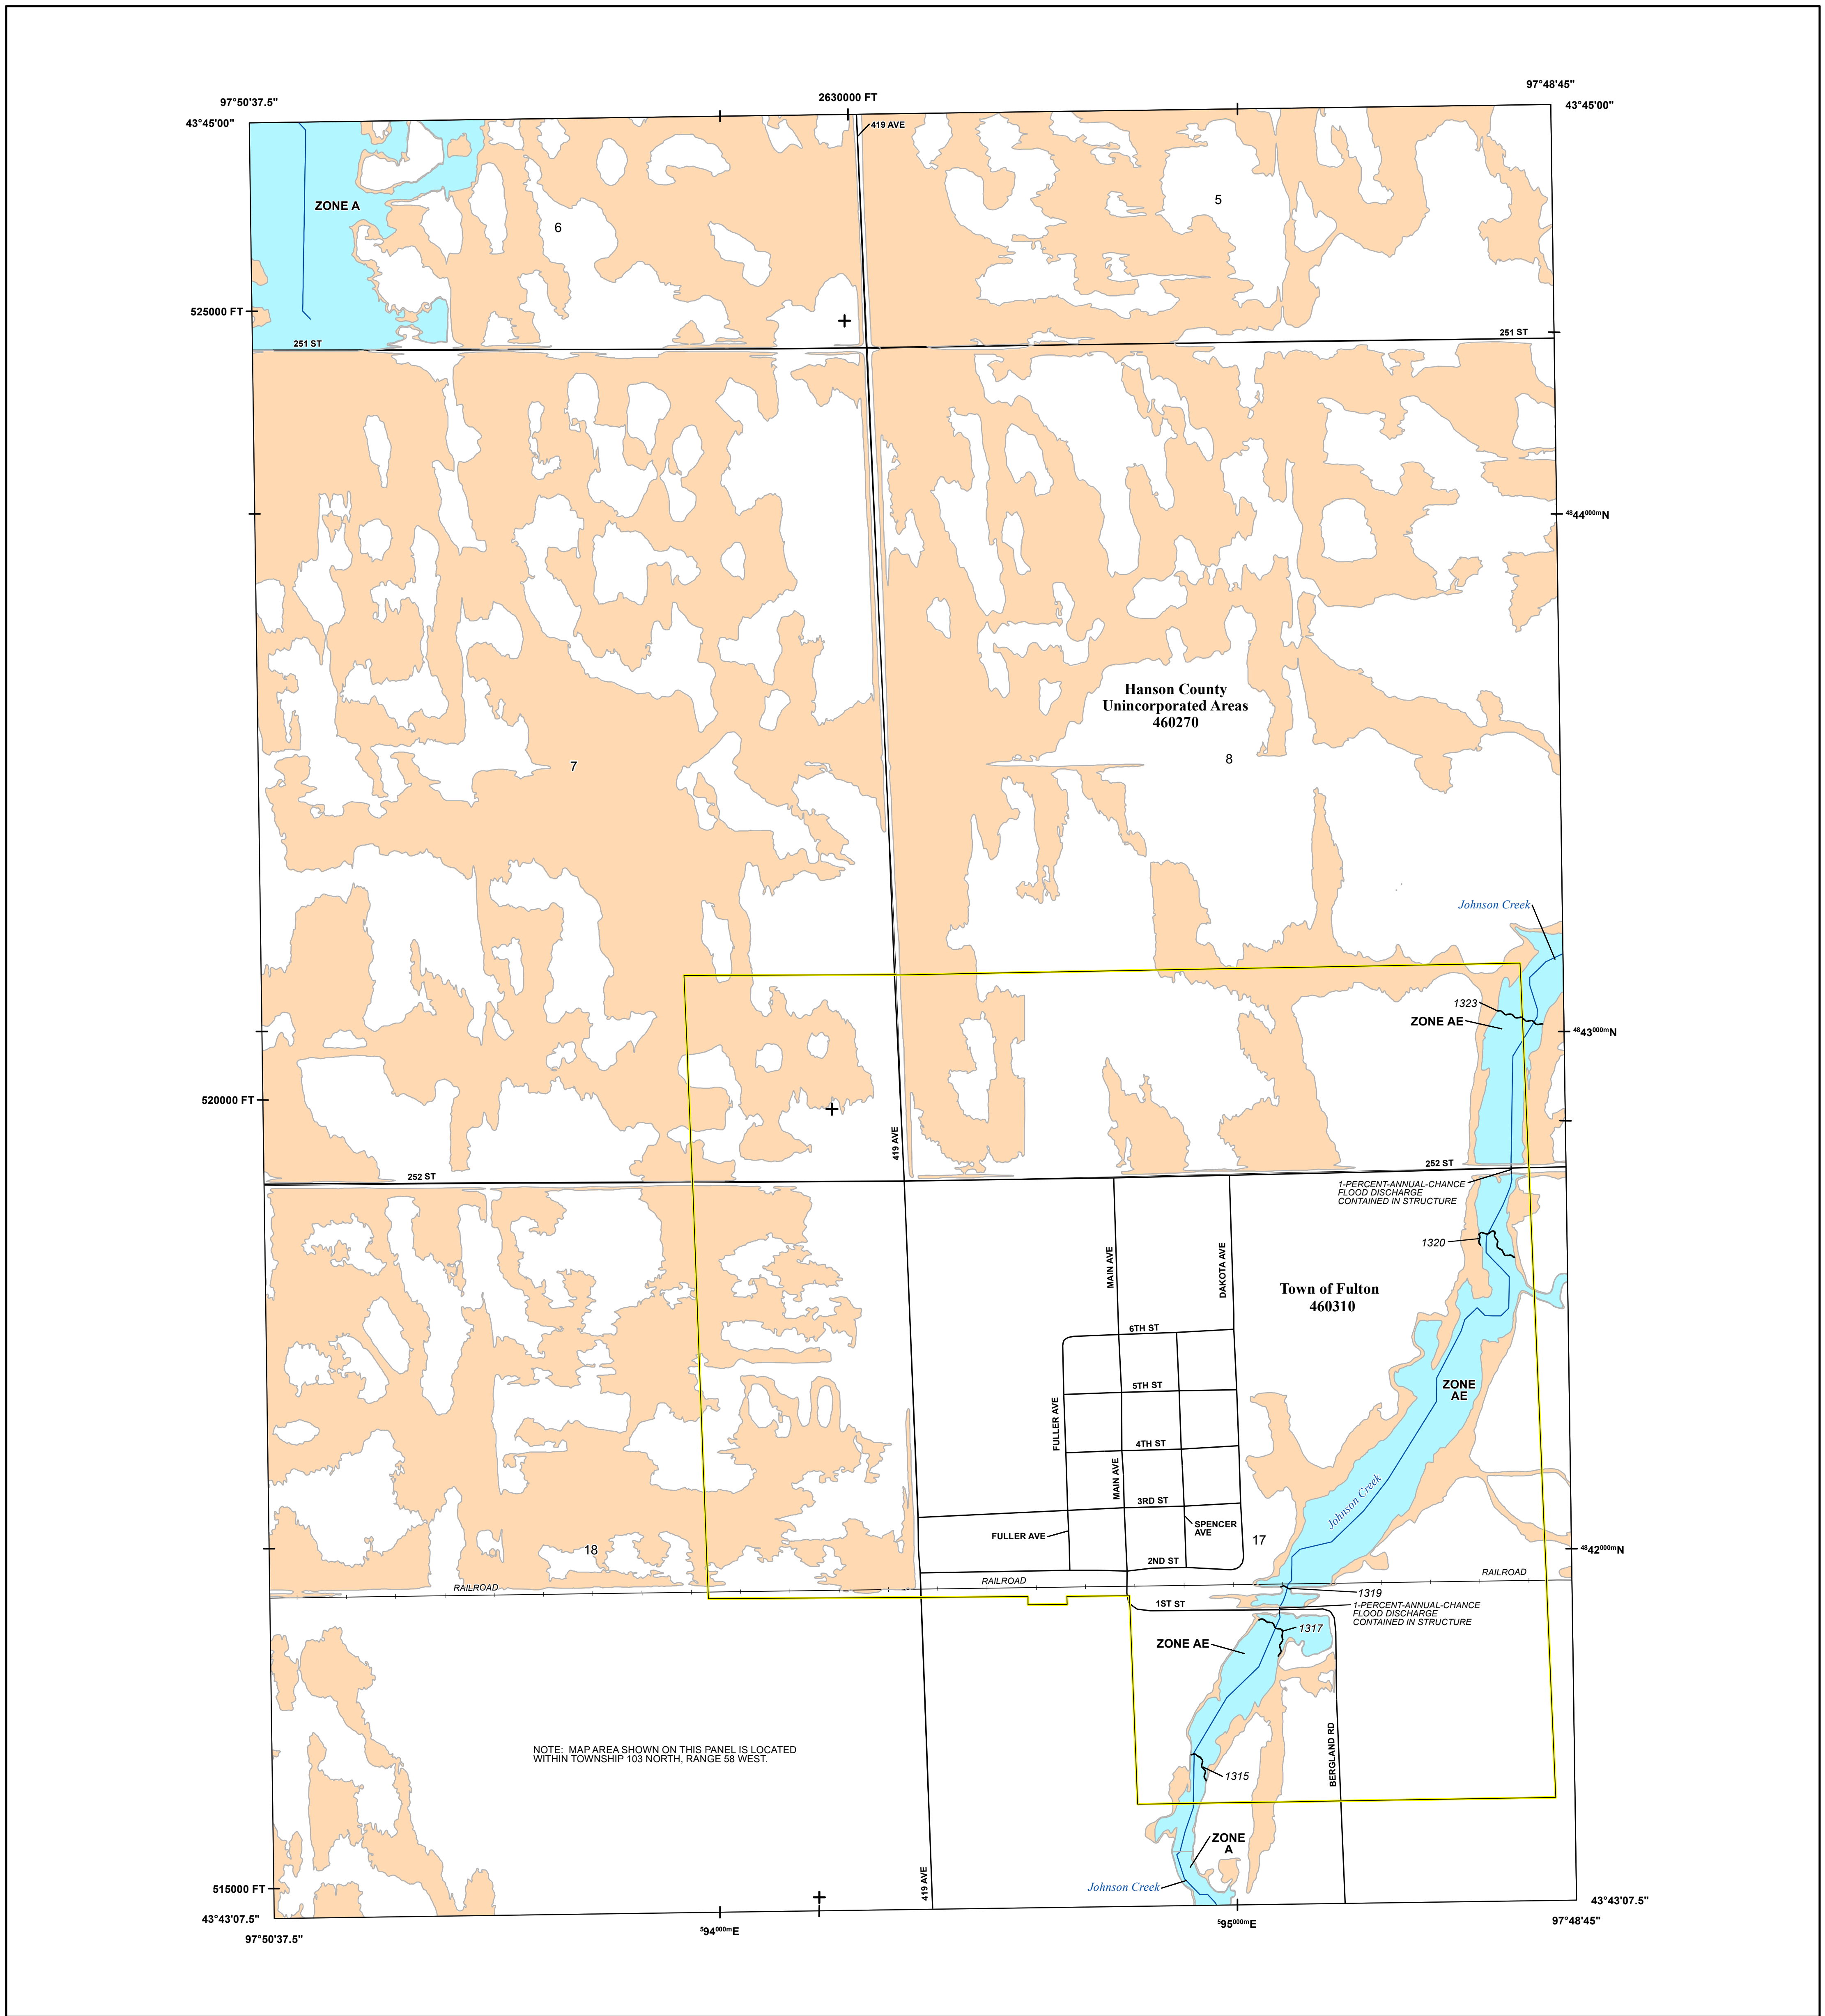 97°50'37.5"
2630000 FT
97°48'45"
43°45'00"
43°45'00"
419 AVE
ZONE A
6
5
525000 FT
251 ST
251 ST
4844000mN
Hanson County
Unincorporated Areas
460270
7
8
Johnson Creek
1323
ZONE AE
4843000mN
520000 FT
419 AVE
252 ST
252 ST
1-PERCENT-ANNUAL-CHANCE
FLOOD DISCHARGE
CONTAINED IN STRUCTURE
1320
MAIN AVE
DAKOTA AVE
Town of Fulton
460310
6TH ST
5TH ST
ZONE
AE
FULLER AVE
4TH ST
MAIN AVE
Johnson Creek
3RD ST
SPENCER
AVE
FULLER AVE
17
18
2ND ST
4842000mN
RAILROAD
RAILROAD
RAILROAD
1319
1ST ST
1-PERCENT-ANNUAL-CHANCE
FLOOD DISCHARGE
CONTAINED IN STRUCTURE
1317
ZONE AE
NOTE: MAP AREA SHOWN ON THIS PANEL IS LOCATED
WITHIN TOWNSHIP 103 NORTH, RANGE 58 WEST.
BERGLAND RD
1315
ZONE
A
419 AVE
Johnson Creek
515000 FT
43°43'07.5"
43°43'07.5"
97°50'37.5"
594000mE
595000mE
97°48'45"